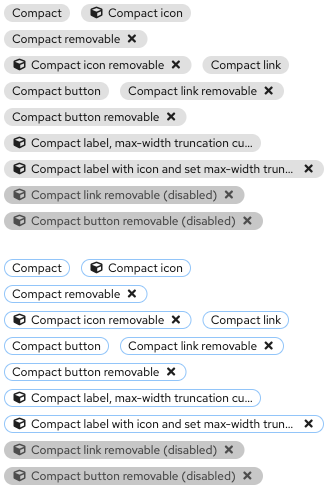 Compact Compact icon
Compact removable
Compact icon removable Compact link
Compact button Compact link removable
Compact button removable
Compact label, max-width truncation cu...
Compact label with icon and set max-width trun...
Compact link removable (disabled)
Compact button removable (disabled)
Compact Compact icon
Compact removable
Compact icon removable Compact link
Compact button Compact link removable
Compact button removable
Compact label, max-width truncation cu...
Compact label with icon and set max-width trun...
Compact link removable (disabled)
Compact button removable (disabled)